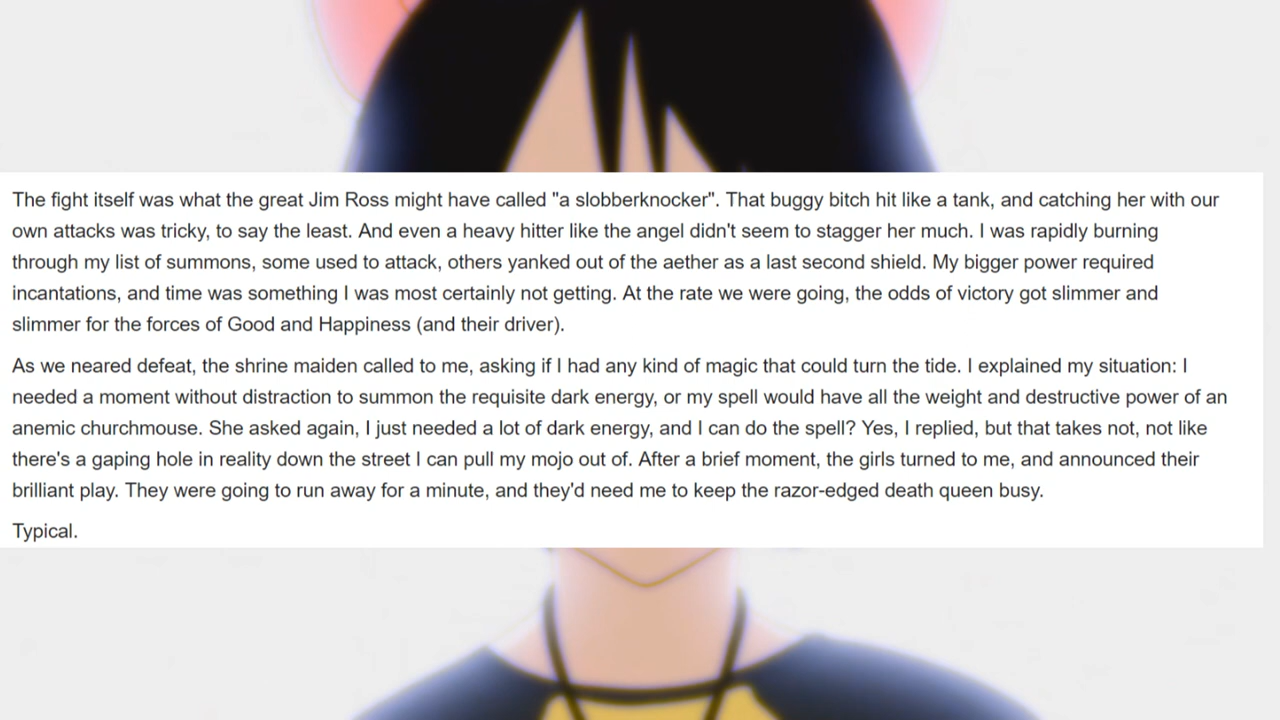 The fight itself was what the great Jim Ross might have called "a slobberknocker". That buggy bitch hit like a tank, and catching her with our
own attacks was tricky, to say the least. And even a heavy hitter like the angel didn't seem to stagger her much. I was rapidly burning
through my list of summons, some used to attack, others yanked out of the aether as a last second shield. My bigger power required
incantations, and time was something I was most certainly not getting. At the rate we were going, the odds of victory got slimmer and
slimmer for the forces of Good and Happiness (and their driver).
As we neared defeat, the shrine maiden called to me, asking if I had any kind of magic that could turn the tide. I explained my situation: I
needed a moment without distraction to summon the requisite dark energy, or my spell would have all the weight and destructive power of an
anemic churchmouse. She asked again, I just needed a lot of dark energy, and I can do the spell? Yes, I replied, but that takes not, not like
there's a gaping hole in reality down the street I can pull my mojo out of. After a brief moment, the girls turned to me, and announced their
brilliant play. They were going to run away for a minute, and they'd need me to keep the razor-edged death queen busy.
Typical.